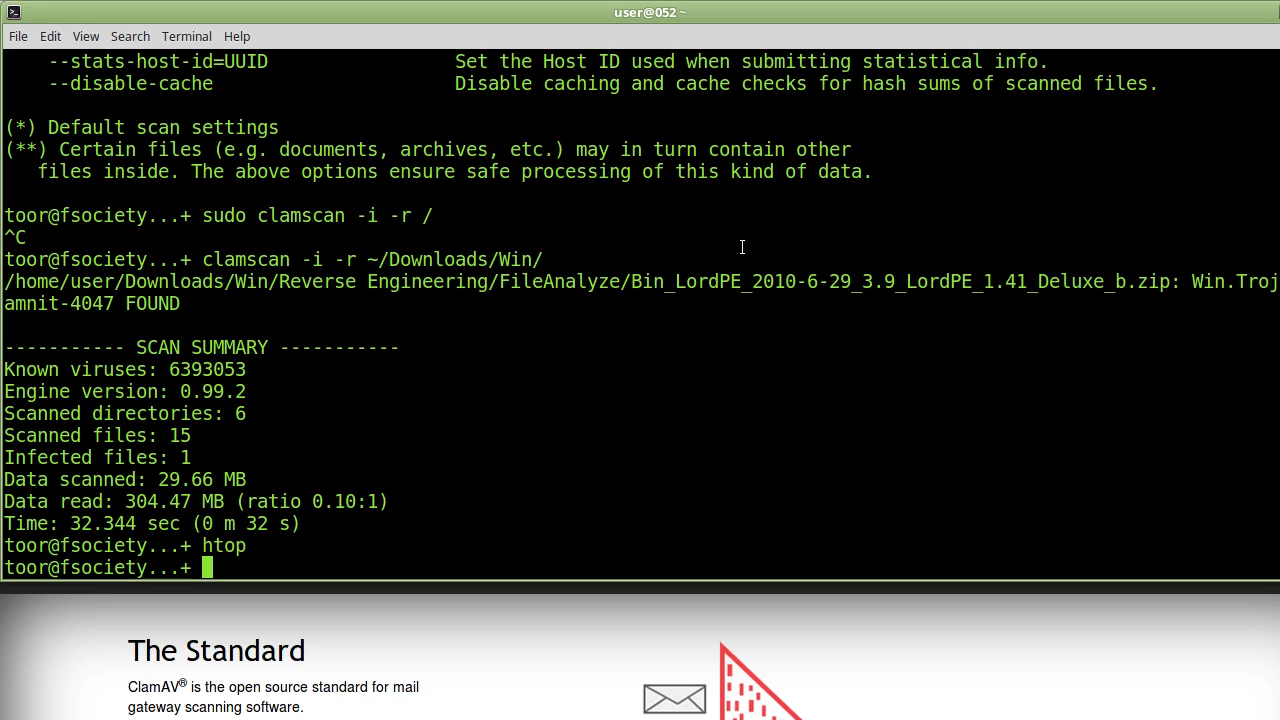 user@052 ~
File Edit View Search Terminal Help
--stats-host-id=UUID Set the Host ID used when submitting statistical info.
--disable-cache Disable caching and cache checks for hash sums of scanned files.
(*) Default scan settings
(**) Certain files (e.g. documents, archives, etc.) may in turn contain other
files inside. The above options ensure safe processing of this kind of data.
toor@fsociety...+ sudo clamscan -i -r /
^C
toor@fsociety...+ clamscan -i -r ~/Downloads/Win/
/home/user/Downloads/Win/Reverse Engineering/FileAnalyze/Bin_LordPE_2010-6-29_3.9_LordPE_1.41_Deluxe_b.zip: Win.Troj
amnit-4047 FOUND
----------- SCAN SUMMARY -----------
Known viruses: 6393053
Engine version: 0.99.2
Scanned directories: 6
Scanned files: 15
Infected files: 1
Data scanned: 29.66 MB
Data read: 304.47 MB (ratio 0.10:1)
Time: 32.344 sec (0 m 32 s)
toor@fsociety...+ htop
toor@fsociety...+
The Standard
ClamAV® is the open source standard for mail
gateway scanning software.